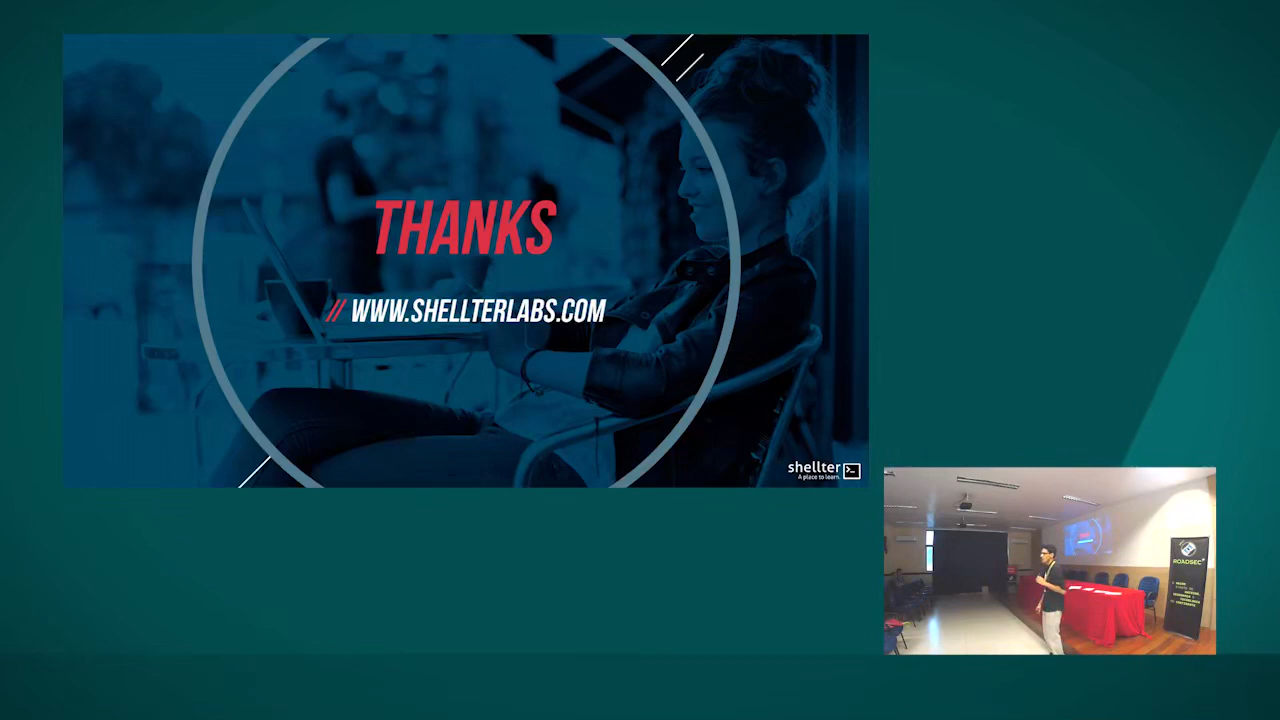 THANKS
// WWW.SHELLTERLABS.COM
shellter
A place to learn.
ROADSEC